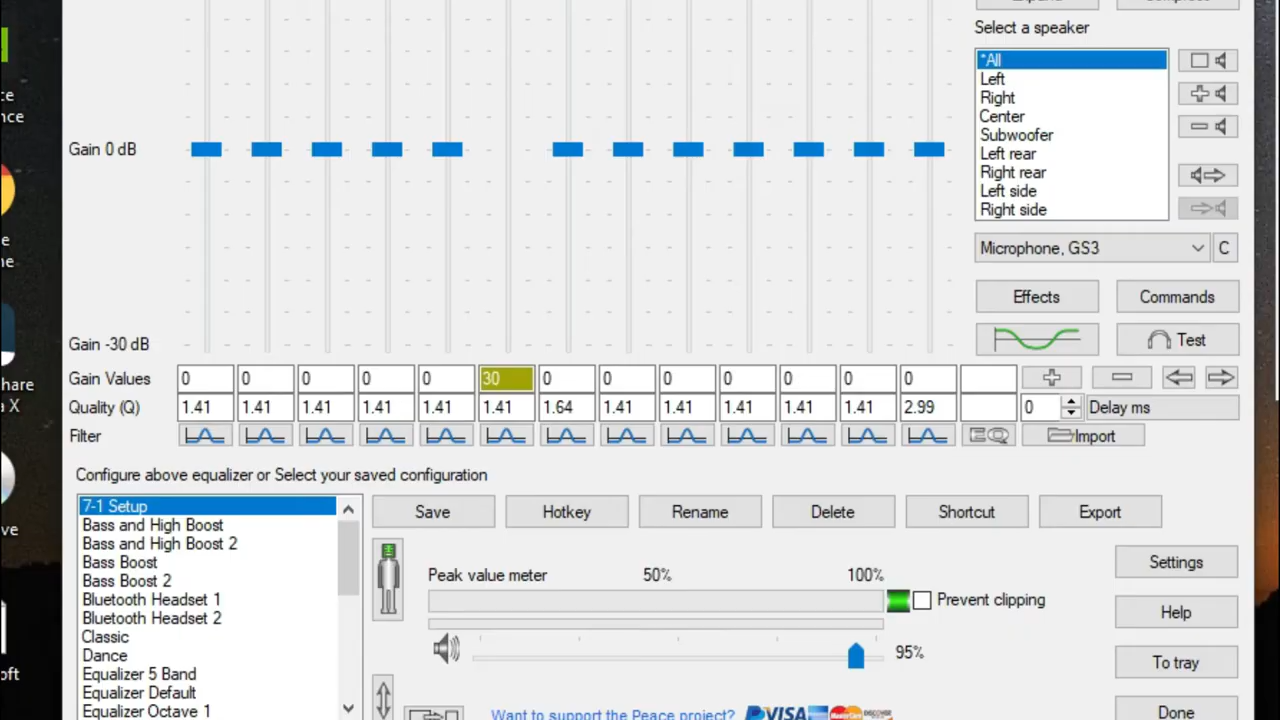 Select a speaker
*All
Left
Right
Center
Subwoofer
Left rear
Right rear
Left side
Right side
ce
nce
Gain 0 dB
e
ne
Microphone, GS3
C
Effects
Commands
Gain -30 dB
Test
hare
a X
Gain Values 0 0 0 0 0 30 0 0 0 0 0 0 0
Quality (Q) 1.41 1.41 1.41 1.41 1.41 1.41 1.64 1.41 1.41 1.41 1.41 1.41 2.99 0 Delay ms
Filter EQ Import
Configure above equalizer or Select your saved configuration
7-1 Setup
Bass and High Boost
Bass and High Boost 2
Bass Boost
Bass Boost 2
Bluetooth Headset 1
Bluetooth Headset 2
Classic
Dance
Equalizer 5 Band
Equalizer Default
Equalizer Octave 1
Save Hotkey Rename Delete Shortcut Export
ve
Peak value meter 50% 100%
Prevent clipping
95%
Settings
Help
To tray
Done
oft
Want to support the Peace project?
VISA